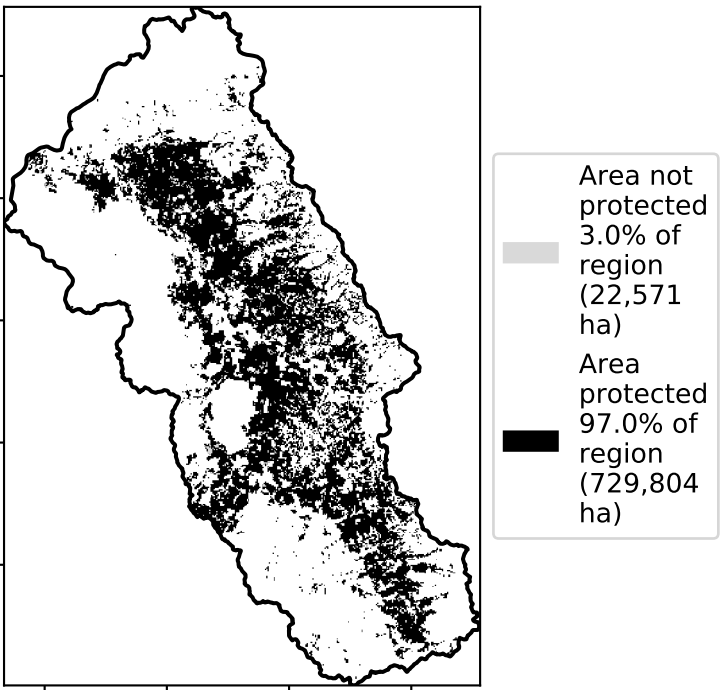 Area not
protected
3.0% of
region
(22,571
ha)
Area
protected
97.0% of
region
(729,804
ha)